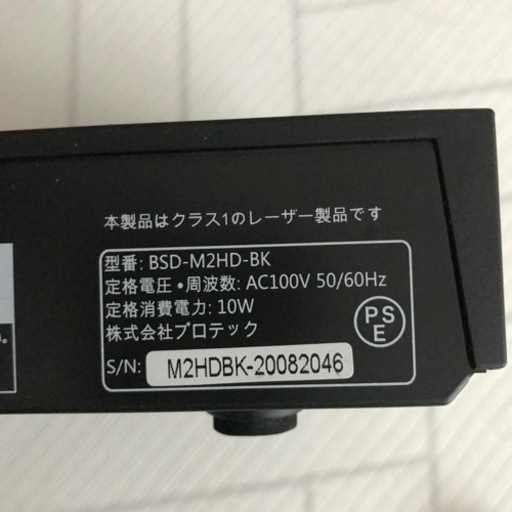 本製品はクラス1のレーザー製品です
型番: BSD-M2HD-BK
定格電圧•周波数: AC100V 50/60Hz
定格消費電力: 10W
株式会社プロテック
S/N: M2HDBK-20082046
PS
E